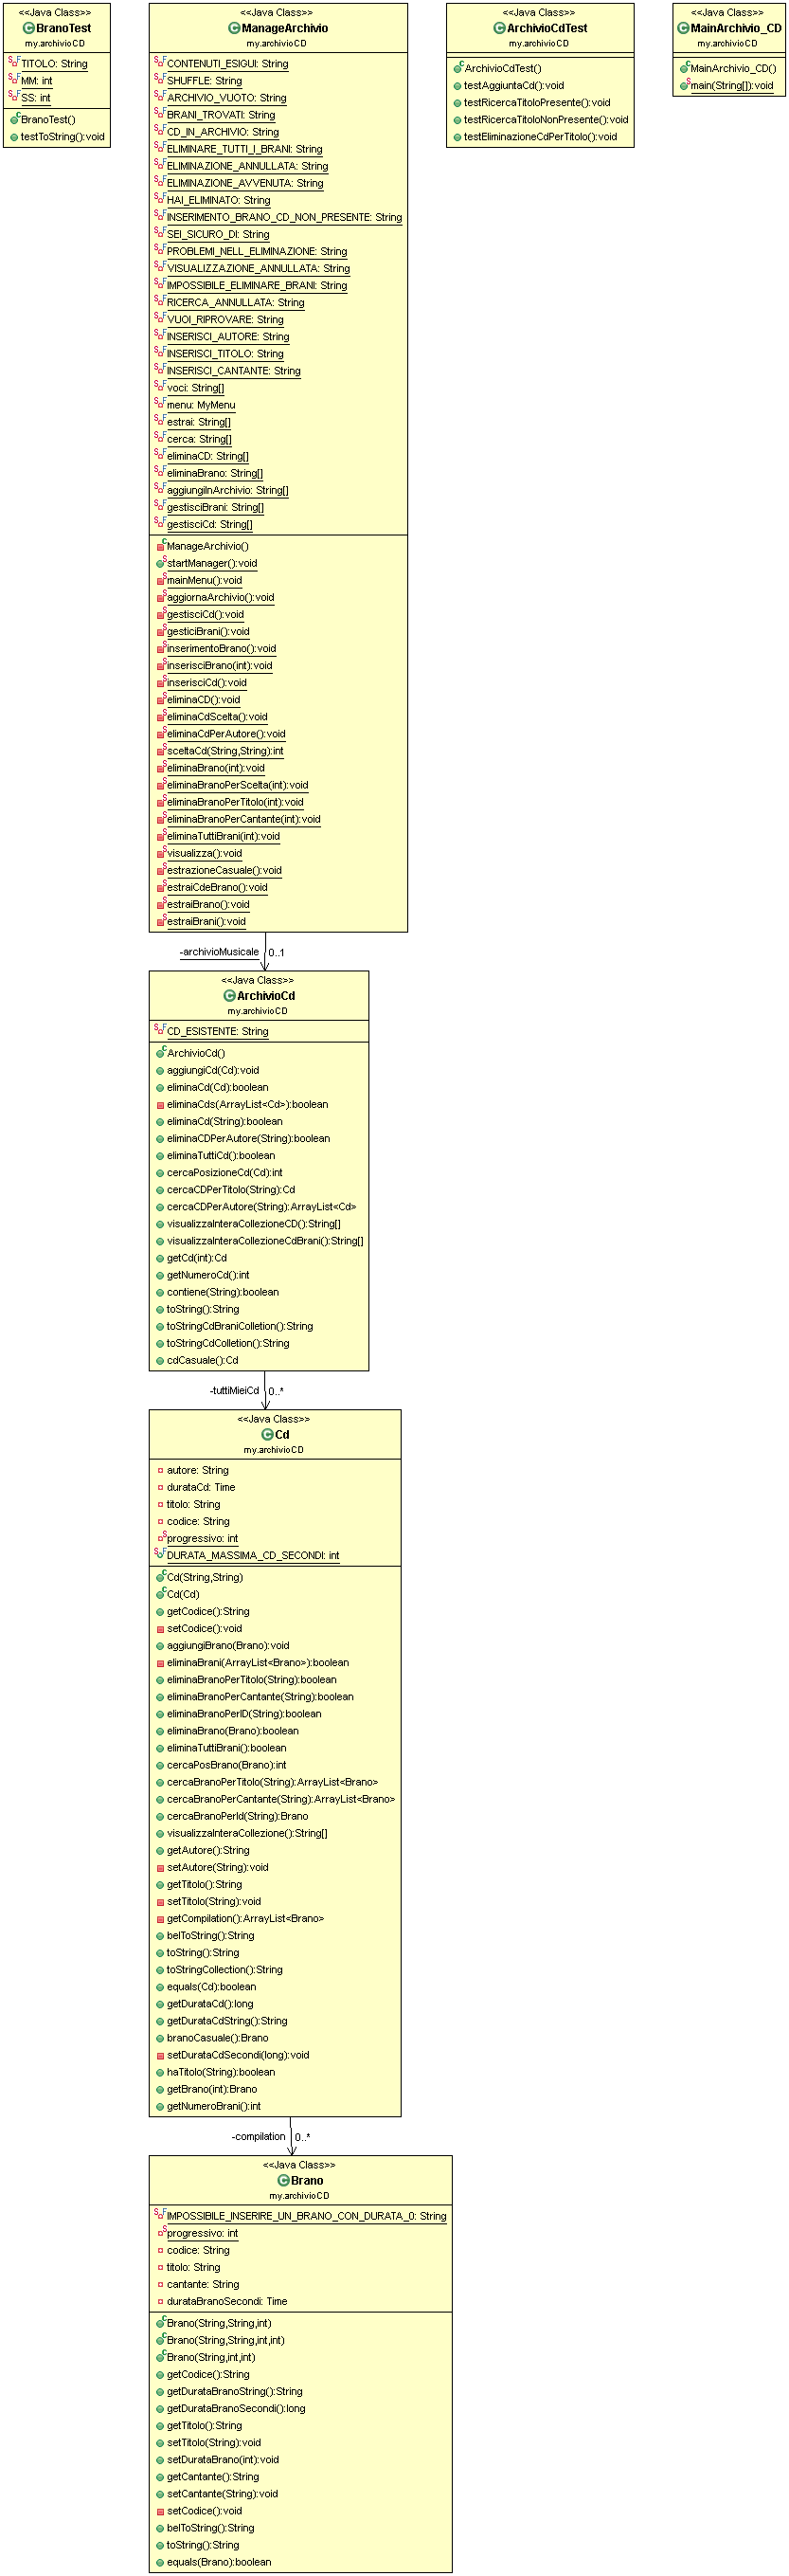 <<Java Class>>
BranoTest
my.archivioCD
TITOLO: String
MM: int
SS: int
BranoTest()
testToString():void
<<Java Class>>
ManageArchivio
my.archivioCD
CONTENUTI_ESIGUI: String
SHUFFLE: String
ARCHIVIO_VUOTO: String
BRANI_TROVATI: String
CD_IN_ARCHIVIO: String
ELIMINARE_TUTTI_I_BRANI: String
ELIMINAZIONE_ANNULLATA: String
ELIMINAZIONE_AVVENUTA: String
HAI_ELIMINATO: String
INSERIMENTO_BRANO_CD_NON_PRESENTE: String
SEI_SICURO_DI: String
PROBLEMI_NELL_ELIMINAZIONE: String
VISUALIZZAZIONE_ANNULLATA: String
IMPOSSIBILE_ELIMINARE_BRANI: String
RICERCA_ANNULLATA: String
VUOI_RIPROVARE: String
INSERISCI_AUTORE: String
INSERISCI_TITOLO: String
INSERISCI_CANTANTE: String
voci: String[]
menu: MyMenu
estrai: String[]
cerca: String[]
eliminaCD: String[]
eliminaBrano: String[]
aggiungiInArchivio: String[]
gestisciBrani: String[]
gestisciCd: String[]
ManageArchivio()
startManager():void
mainMenu():void
aggiornaArchivio():void
gestisciCd():void
gesticiBrani():void
inserimentoBrano():void
inserisciBrano(int):void
inserisciCd():void
eliminaCD():void
eliminaCdScelta():void
eliminaCdPerAutore():void
sceltaCd(String,String):int
eliminaBrano(int):void
eliminaBranoPerScelta(int):void
eliminaBranoPerTitolo(int):void
eliminaBranoPerCantante(int):void
eliminaTuttiBrani(int):void
visualizza():void
estrazioneCasuale():void
estraiCdeBrano():void
estraiBrano():void
estraiBrani():void
<<Java Class>>
ArchivioCdTest
my.archivioCD
ArchivioCdTest()
testAggiuntaCd():void
testRicercaTitoloPresente():void
testRicercaTitoloNonPresente():void
testEliminazioneCdPerTitolo():void
<<Java Class>>
MainArchivio_CD
my.archivioCD
MainArchivio_CD()
main(String[]):void
-archivioMusicale 0..1
<<Java Class>>
ArchivioCd
my.archivioCD
CD_ESISTENTE: String
ArchivioCd()
aggiungiCd(Cd):void
eliminaCd(Cd):boolean
eliminaCds(ArrayList<Cd>):boolean
eliminaCd(String):boolean
eliminaCDPerAutore(String):boolean
eliminaTuttiCd():boolean
cercaPosizioneCd(Cd):int
cercaCDPerTitolo(String):Cd
cercaCDPerAutore(String):ArrayList<Cd>
visualizzaInteraCollezioneCD():String[]
visualizzaInteraCollezioneCdBrani():String[]
getCd(int):Cd
getNumeroCd():int
contiene(String):boolean
toString():String
toStringCdBraniColletion():String
toStringCdColletion():String
cdCasuale():Cd
-tuttiMieiCd 0..*
<<Java Class>>
Cd
my.archivioCD
autore: String
durataCd: Time
titolo: String
codice: String
progressivo: int
DURATA_MASSIMA_CD_SECONDI: int
Cd(String,String)
Cd(Cd)
getCodice():String
setCodice():void
aggiungiBrano(Brano):void
eliminaBrani(ArrayList<Brano>):boolean
eliminaBranoPerTitolo(String):boolean
eliminaBranoPerCantante(String):boolean
eliminaBranoPerID(String):boolean
eliminaBrano(Brano):boolean
eliminaTuttiBrani():boolean
cercaPosBrano(Brano):int
cercaBranoPerTitolo(String):ArrayList<Brano>
cercaBranoPerCantante(String):ArrayList<Brano>
cercaBranoPerId(String):Brano
visualizzaInteraCollezione():String[]
getAutore():String
setAutore(String):void
getTitolo():String
setTitolo(String):void
getCompilation():ArrayList<Brano>
belToString():String
toString():String
toStringCollection():String
equals(Cd):boolean
getDurataCd():long
getDurataCdString():String
branoCasuale():Brano
setDurataCdSecondi(long):void
haTitolo(String):boolean
getBrano(int):Brano
getNumeroBrani():int
-compilation 0..*
<<Java Class>>
Brano
my.archivioCD
IMPOSSIBILE_INSERIRE_UN_BRANO_CON_DURATA_0: String
progressivo: int
codice: String
titolo: String
cantante: String
durataBranoSecondi: Time
Brano(String,String,int)
Brano(String,String,int,int)
Brano(String,int,int)
getCodice():String
getDurataBranoString():String
getDurataBranoSecondi():long
getTitolo():String
setTitolo(String):void
setDurataBrano(int):void
getCantante():String
setCantante(String):void
setCodice():void
belToString():String
toString():String
equals(Brano):boolean